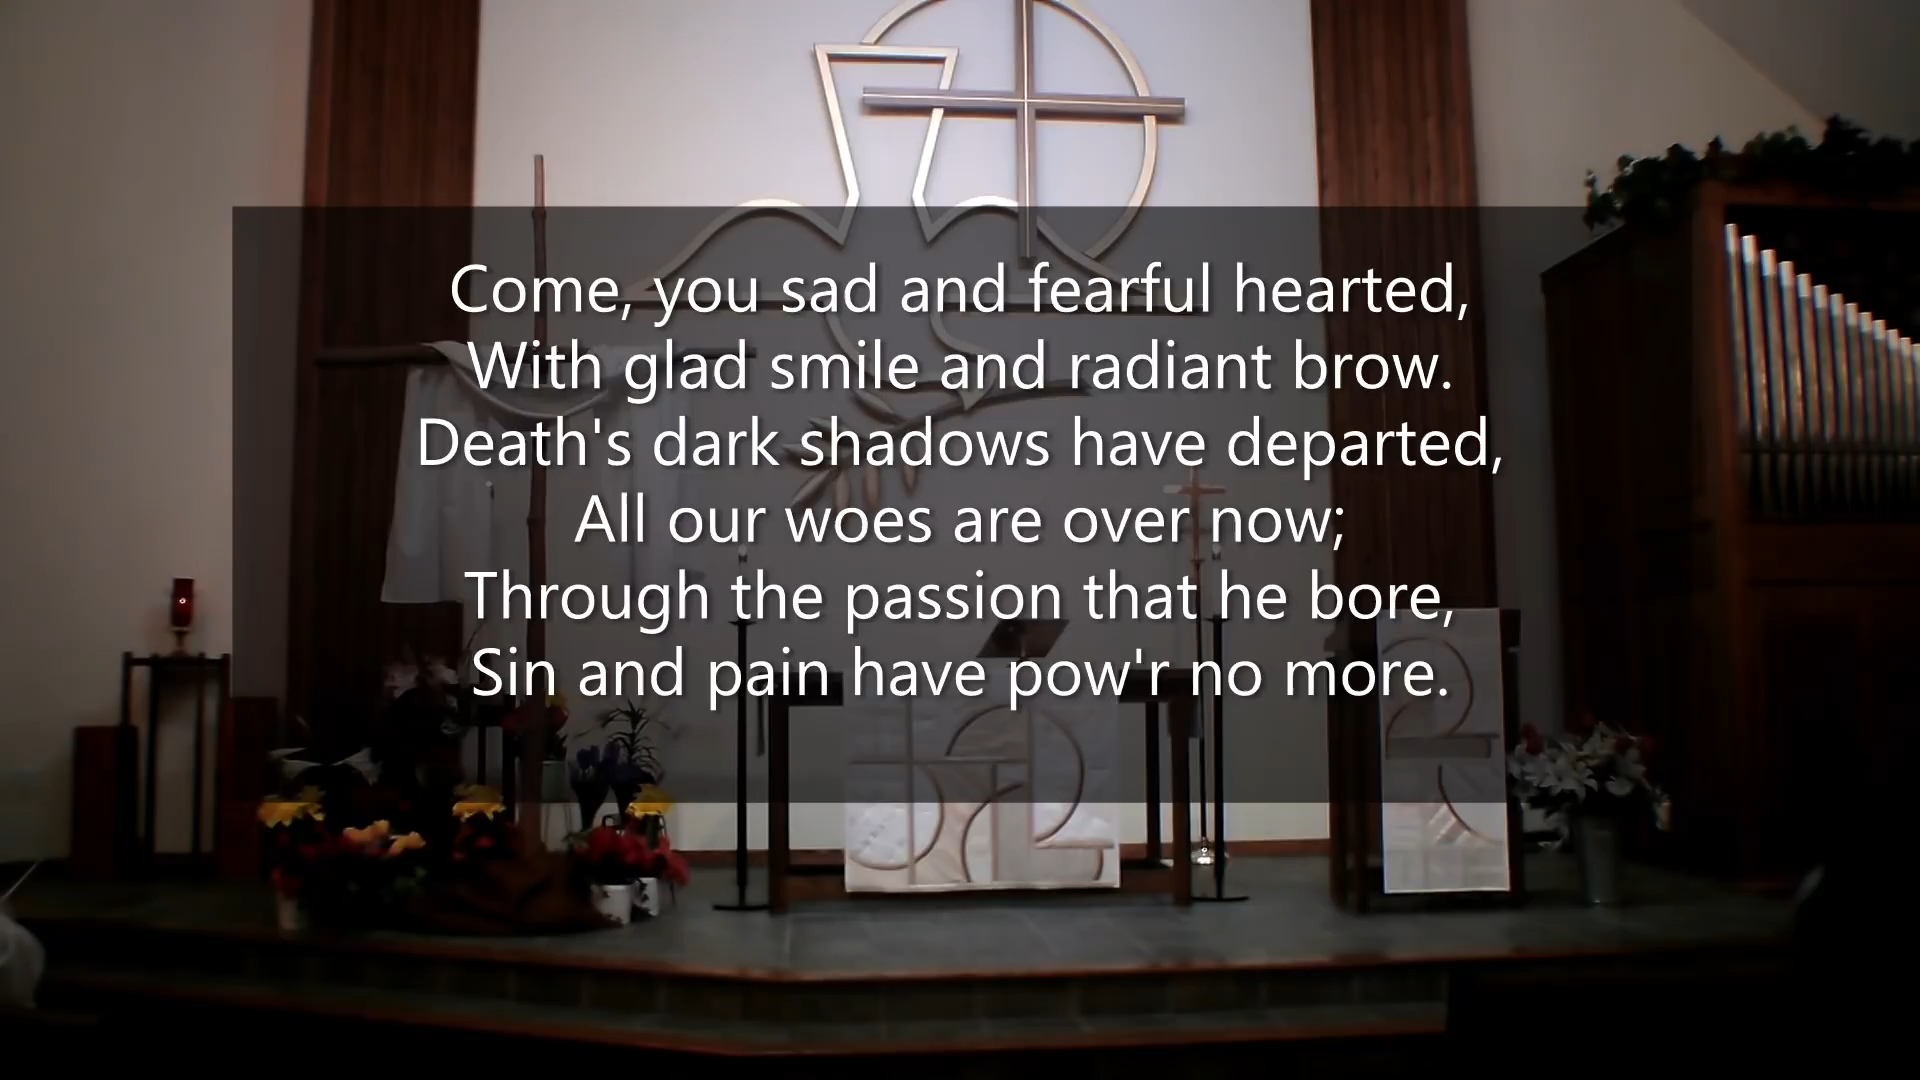 Come, you sad and fearful hearted,
With glad smile and radiant brow.
Death's dark shadows have departed,
All our woes are over now;
Through the passion that he bore,
Sin and pain have pow'r no more.